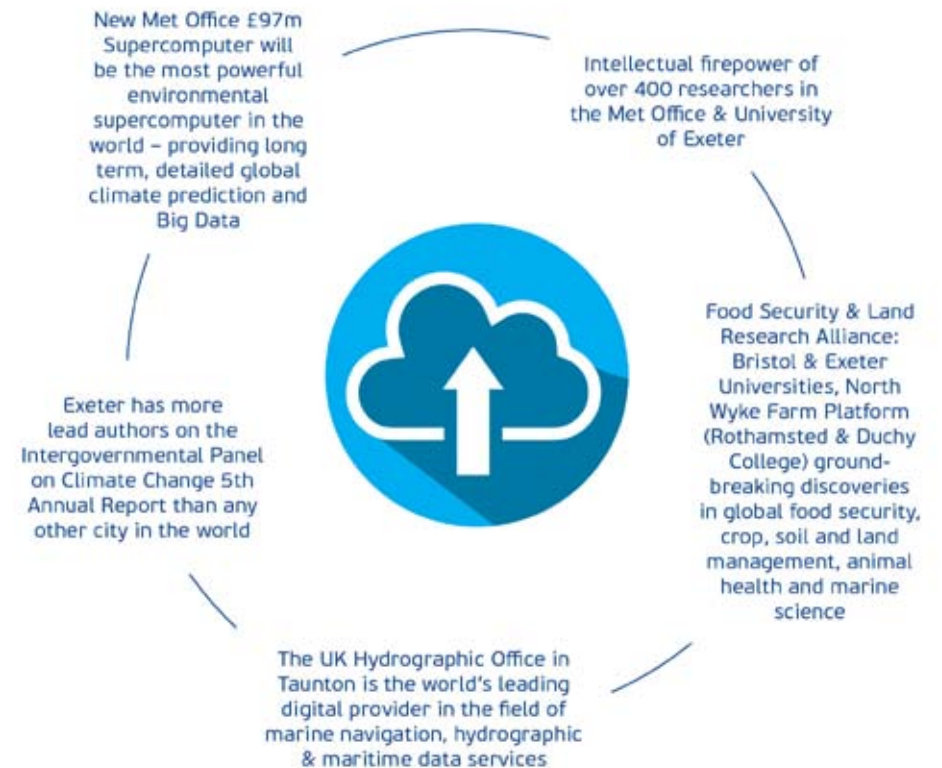 New Met Office £97m
Supercomputer will
be the most powerful
environmental
supercomputer in the
world – providing long
term, detailed global
climate prediction and
Big Data
Intellectual firepower of
over 400 researchers in
the Met Office & University
of Exeter
Food Security & Land
Research Alliance:
Bristol & Exeter
Universities, North
Wyke Farm Platform
(Rothamsted & Duchy
College) ground-
breaking discoveries
in global food security,
crop, soil and land
management, animal
health and marine
science
The UK Hydrographic Office in
Taunton is the world's leading
digital provider in the field of
marine navigation, hydrographic
& maritime data services
Exeter has more
lead authors on the
Intergovernmental Panel
on Climate Change 5th
Annual Report than any
other city in the world